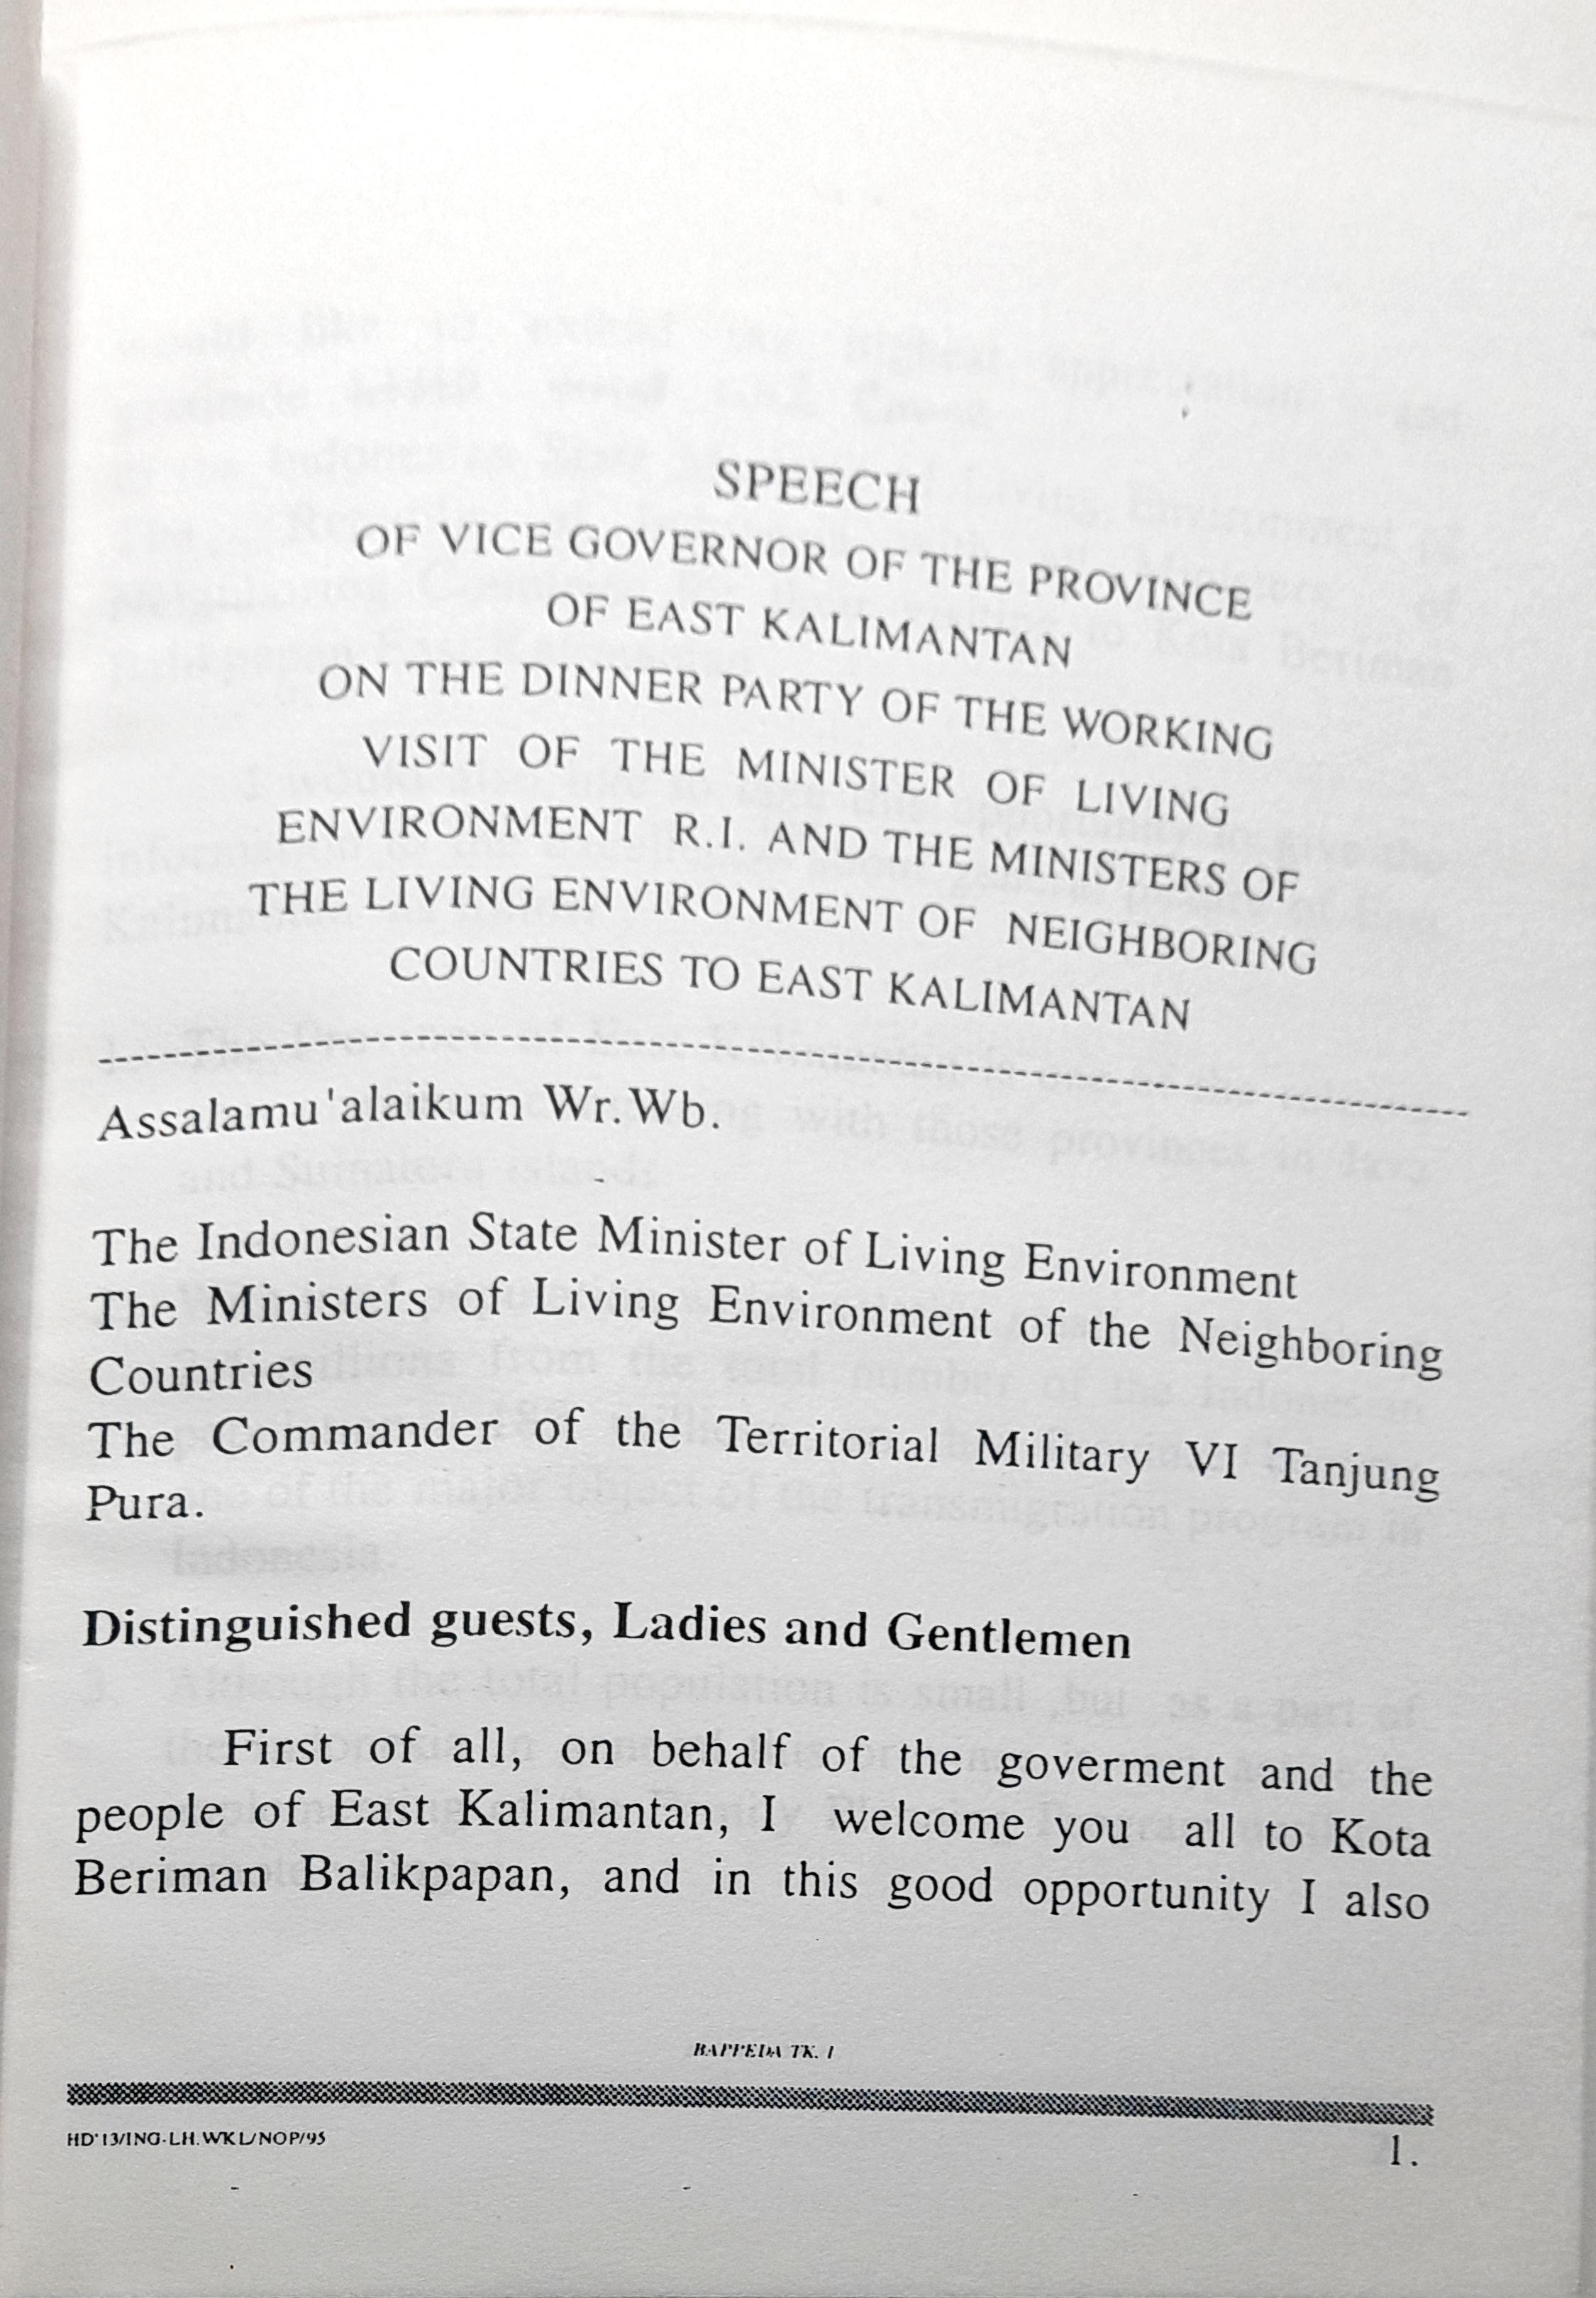 SPEECH
OF VICE GOVERNOR OF THE PROVINCE
OF EAST KALIMANTAN
ON THE DINNER PARTY OF THE WORKING
VISIT OF THE MINISTER OF LIVING
ENVIRONMENT R.I. AND THE MINISTERS OF
THE LIVING ENVIRONMENT OF NEIGHBORING
COUNTRIES TO EAST KALIMANTAN
Assalamu'alaikum Wr.Wb.
The Indonesian State Minister of Living Environment
The Ministers of Living Environment of the Neighboring
Countries
The Commander of the Territorial Military VI Tanjung
Pura.
Distinguished guests, Ladies and Gentlemen
First of all, on behalf of the goverment and the
people of East Kalimantan, I welcome you all to Kota
Beriman Balikpapan, and in this good opportunity I also
BAPPEDA TK. I
HD'13/ING-LH.WKL/NOP/95
1.